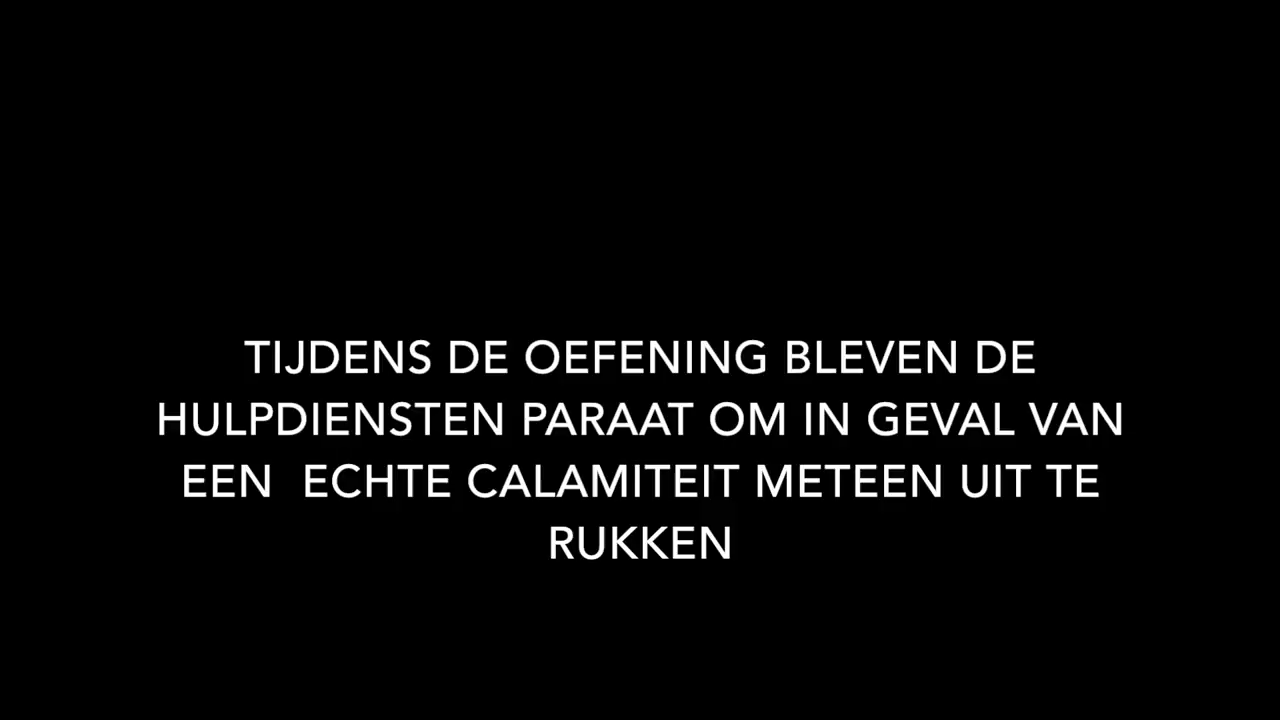 TIJDENS DE OEFENING BLEVEN DE
HULPDIENSTEN PARAAT OM IN GEVAL VAN
EEN  ECHTE CALAMITEIT METEEN UIT TE
RUKKEN